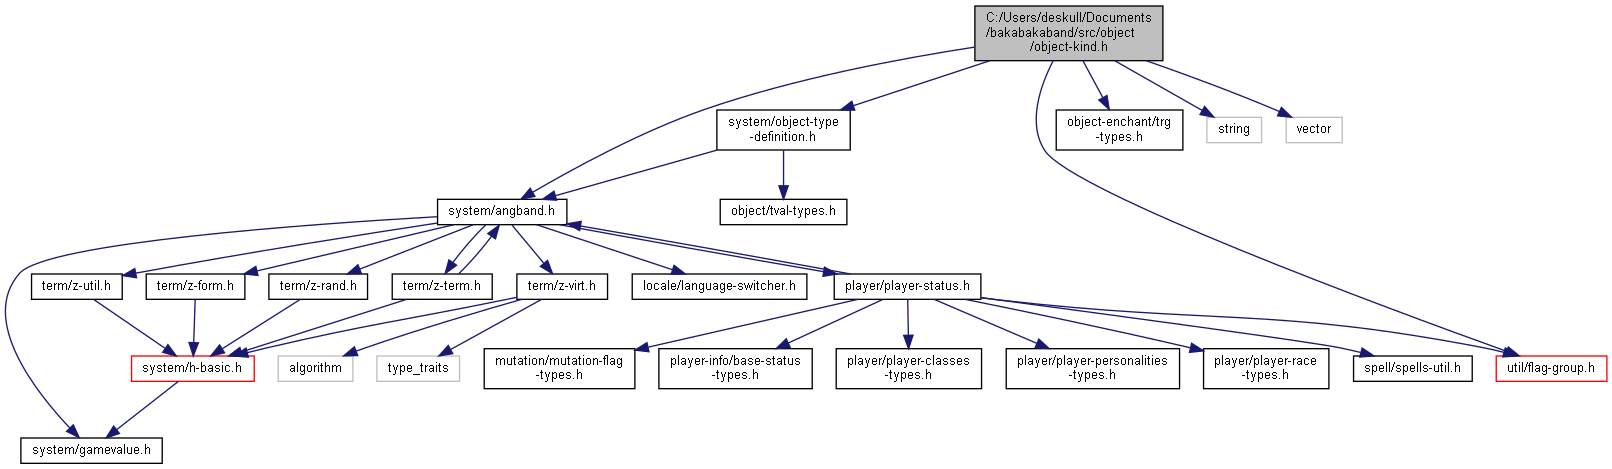 C:/Users/deskull/Documents
/bakabakaband/src/object
/object-kind.h
system/object-type
-definition.h
object-enchant/trg
-types.h
string
vector
system/angband.h
object/tval-types.h
term/z-util.h
term/z-form.h
term/z-rand.h
term/z-term.h
term/z-virt.h
locale/language-switcher.h
player/player-status.h
system/h-basic.h
algorithm
type_traits
mutation/mutation-flag
-types.h
player-info/base-status
-types.h
player/player-classes
-types.h
player/player-personalities
-types.h
player/player-race
-types.h
spell/spells-util.h
util/flag-group.h
system/gamevalue.h